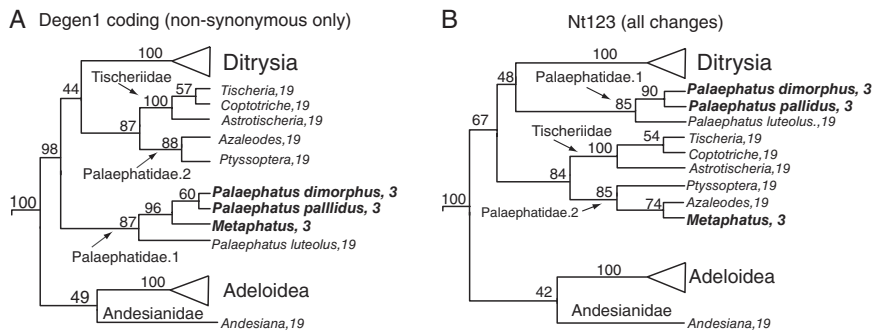 A Degen1 coding (non-synonymous only)
100
Ditrysia
Tischeriidae
44
57
Tischeria,19
100
Coptotriche,19
Astrotischeria,19
87
88
Azaleodes,19
Ptyssoptera,19
Palaephatidae.2
98
60
Palaephatus dimorphus, 3
96
Palaephatus palllidus, 3
87
Metaphatus, 3
Palaephatus luteolus,19
Palaephatidae.1
100
100
Adeloidea
49
Andesianidae
Andesiana,19
B Nt123 (all changes)
100
Ditrysia
48
Palaephatidae.1
90
Palaephatus dimorphus, 3
85
Palaephatus pallidus, 3
Palaephatus luteolus.,19
67
Tischeriidae
54
Tischeria,19
100
Coptotriche,19
Astrotischeria,19
84
Ptyssoptera,19
85
Palaephatidae.2
74
Azaleodes,19
Metaphatus, 3
100
100
Adeloidea
42
Andesianidae
Andesiana,19